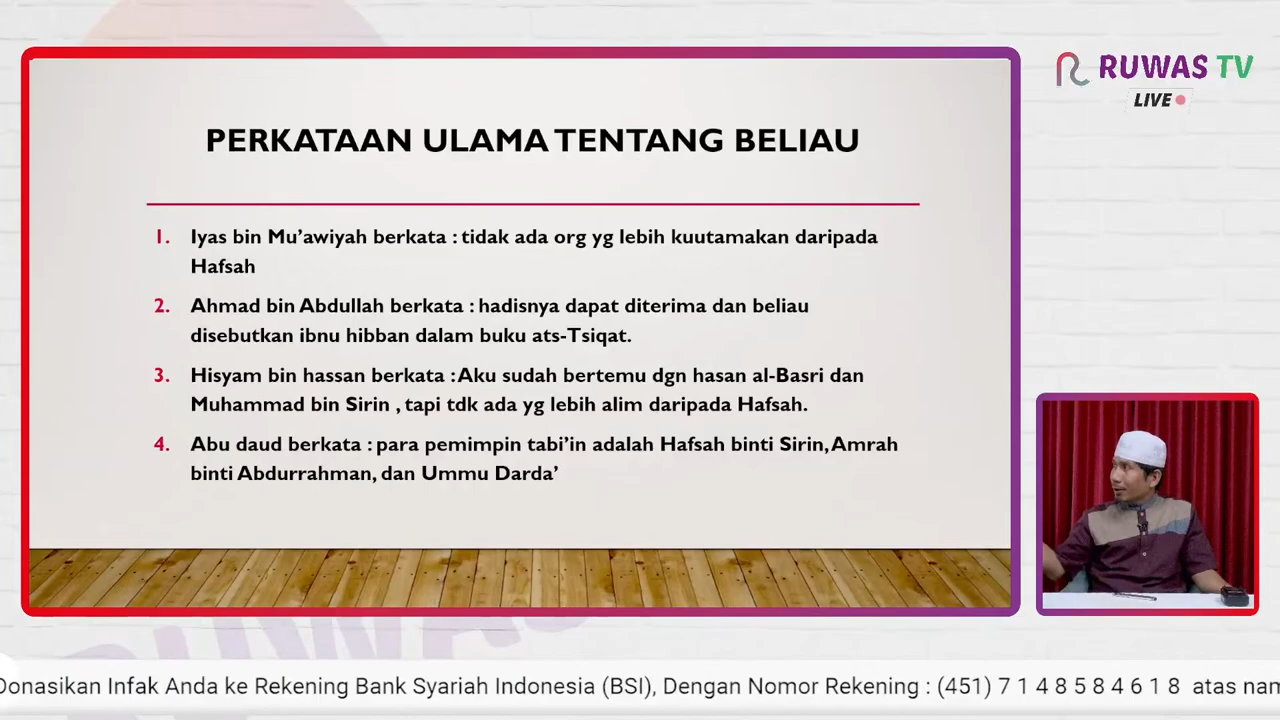 RUWAS TV
LIVE
PERKATAAN ULAMA TENTANG BELIAU
1. Iyas bin Mu’awiyah berkata : tidak ada org yg lebih kuutamakan daripada
Hafsah
2. Ahmad bin Abdullah berkata : hadisnya dapat diterima dan beliau
disebutkan ibnu hibban dalam buku ats-Tsiqat.
3. Hisyam bin hassan berkata : Aku sudah bertemu dgn hasan al-Basri dan
Muhammad bin Sirin , tapi tdk ada yg lebih alim daripada Hafsah.
4. Abu daud berkata : para pemimpin tabi’in adalah Hafsah binti Sirin, Amrah
binti Abdurrahman, dan Ummu Darda’
Donasikan Infak Anda ke Rekening Bank Syariah Indonesia (BSI), Dengan Nomor Rekening : (451) 7 1 4 8 5 8 4 6 1 8 atas nam